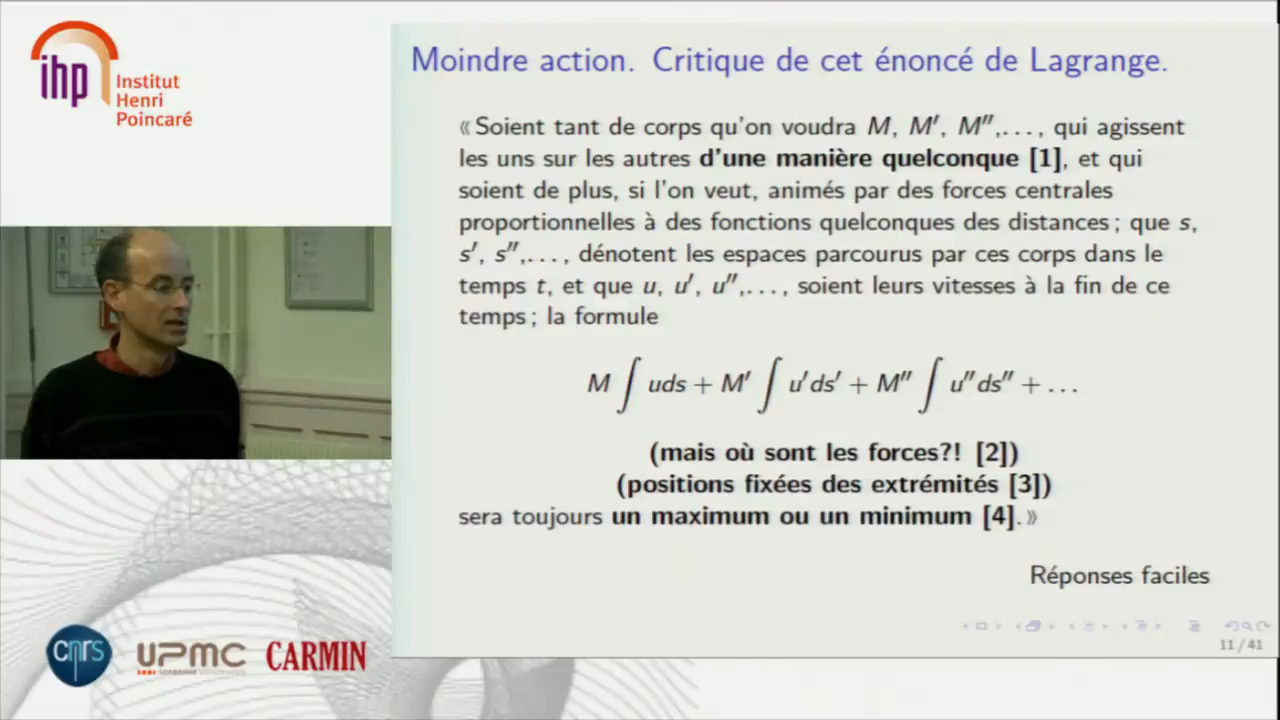 ihp Institut
Henri
Poincaré
Moindre action. Critique de cet énoncé de Lagrange.
« Soient tant de corps qu'on voudra M, M′, M″,..., qui agissent
les uns sur les autres d'une manière quelconque [1], et qui
soient de plus, si l'on veut, animés par des forces centrales
proportionnelles à des fonctions quelconques des distances ; que s,
s′, s″,..., dénotent les espaces parcourus par ces corps dans le
temps t, et que u, u′, u″,..., soient leurs vitesses à la fin de ce
temps ; la formule
M ∫ uds + M′ ∫ u′ds′ + M″ ∫ u″ds″ + ...
(mais où sont les forces?! [2])
(positions fixées des extrémités [3])
sera toujours un maximum ou un minimum [4]. »
Réponses faciles
11 / 41
cnrs UPMC CARMIN